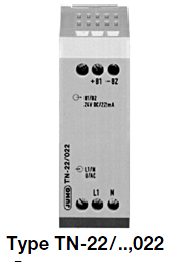 +B1 -B2
B1/B2
24V DC/22mA
L1/N
U/AC
JUMO TN-22/022
L1 N
Type TN-22/..,022